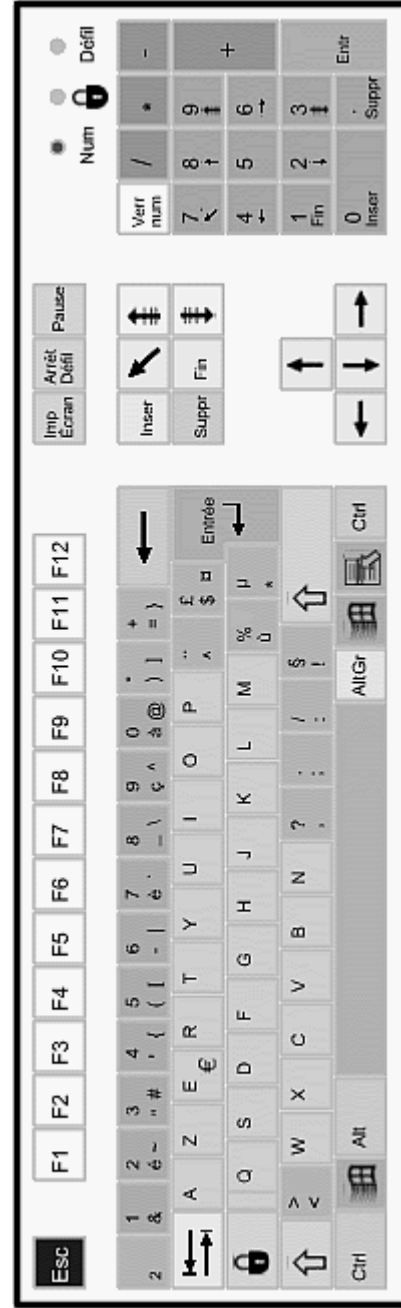 Esc F1 F2 F3 F4 F5 F6 F7 F8 F9 F10 F11 F12 Imp Écran Arrêt Défil Pause Num Défil
2 1 & 2 é ~ 3 " # 4 ' { 5 ( [ 6 - | 7 è ` 8 _ \ 9 ç ^ 0 à @ ° ) ] + = } Inser Verr num / * -
A Z E € R T Y U I O P ¨ ^ £ $ ¤ Entrée Suppr Fin 7 8 9 +
Q S D F G H J K L M % ù µ * 4 5 6
> < W X C V B N ? , . ; / : § ! 1 Fin 2 3 Entr
Ctrl Alt AltGr Ctrl 0 Inser . Suppr